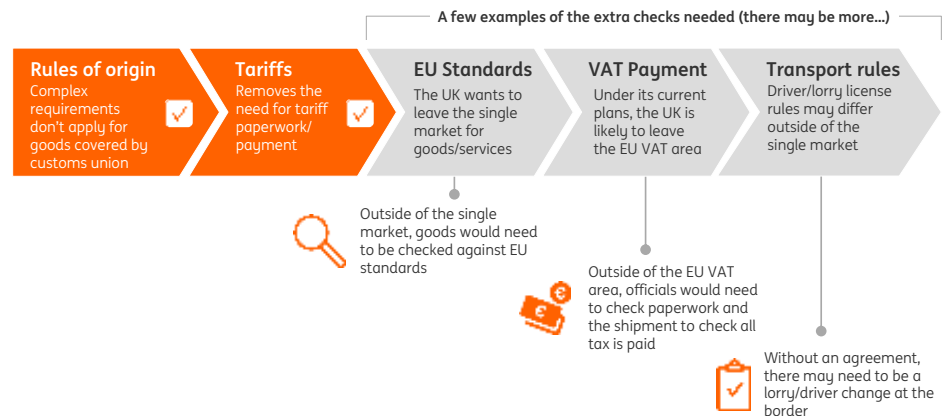 A few examples of the extra checks needed (there may be more...)
Rules of origin
Complex
requirements
don't apply for
goods covered by
customs union
Tariffs
Removes the
need for tariff
paperwork/
payment
EU Standards
The UK wants to
leave the single
market for
goods/services
VAT Payment
Under its current
plans, the UK is
likely to leave
the EU VAT area
Transport rules
Driver/lorry license
rules may differ
outside of the
single market
Outside of the single
market, goods would need
to be checked against EU
standards
Outside of the EU VAT
area, officials would need
to check paperwork and
the shipment to check all
tax is paid
Without an agreement,
there may need to be a
lorry/driver change at the
border